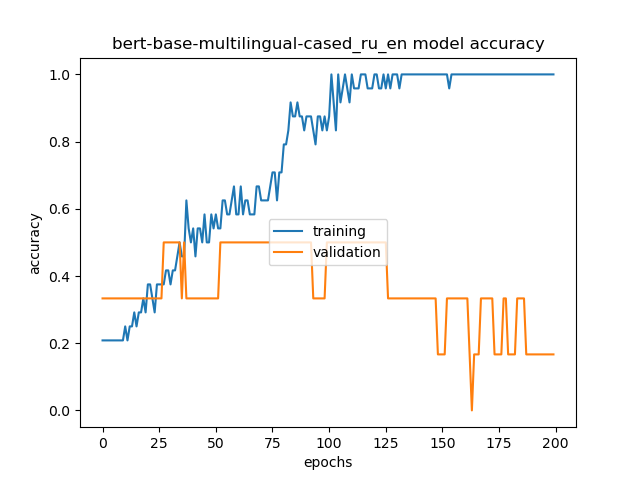 bert-base-multilingual-cased_ru_en model accuracy
1.0
0.8
0.6
0.4
0.2
0.0
accuracy
training
validation
0 25 50 75 100 125 150 175 200
epochs